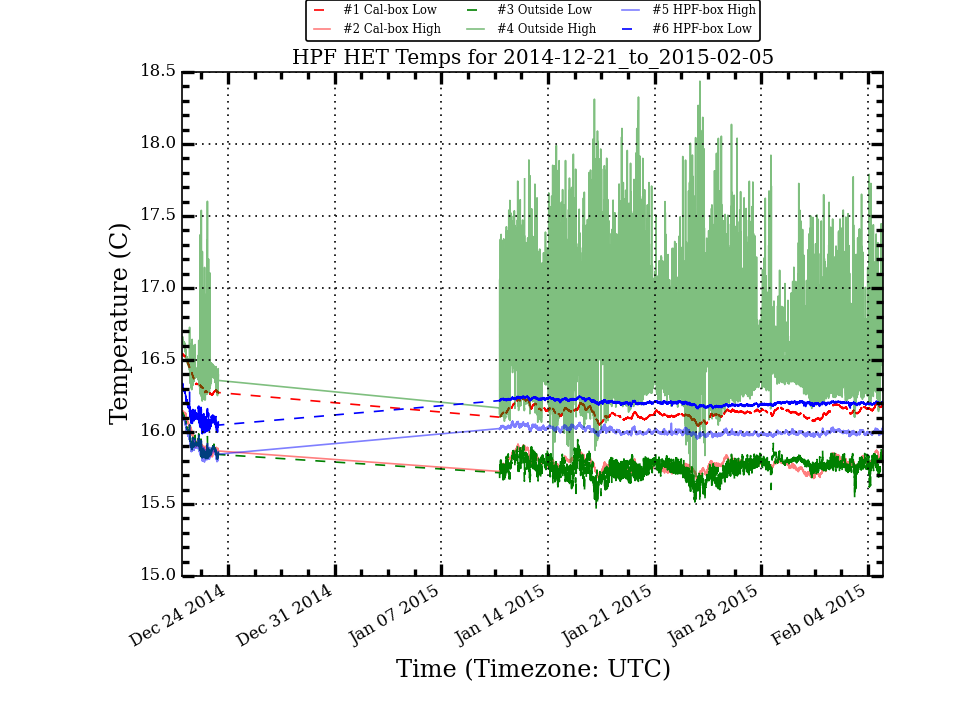 #1 Cal-box Low #3 Outside Low #5 HPF-box High
#2 Cal-box High #4 Outside High #6 HPF-box Low
HPF HET Temps for 2014-12-21_to_2015-02-05
18.5
18.0
17.5
17.0
16.5
16.0
15.5
15.0
Temperature (C)
Dec 24 2014 Dec 31 2014 Jan 07 2015 Jan 14 2015 Jan 21 2015 Jan 28 2015 Feb 04 2015
Time (Timezone: UTC)